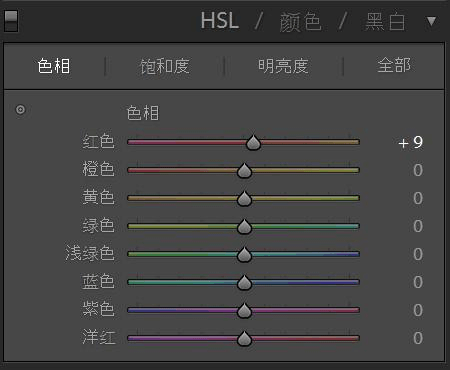 HSL / 颜色 / 黑白
色相 饱和度 明亮度 全部
色相
红色 +9
橙色 0
黄色 0
绿色 0
浅绿色 0
蓝色 0
紫色 0
洋红 0